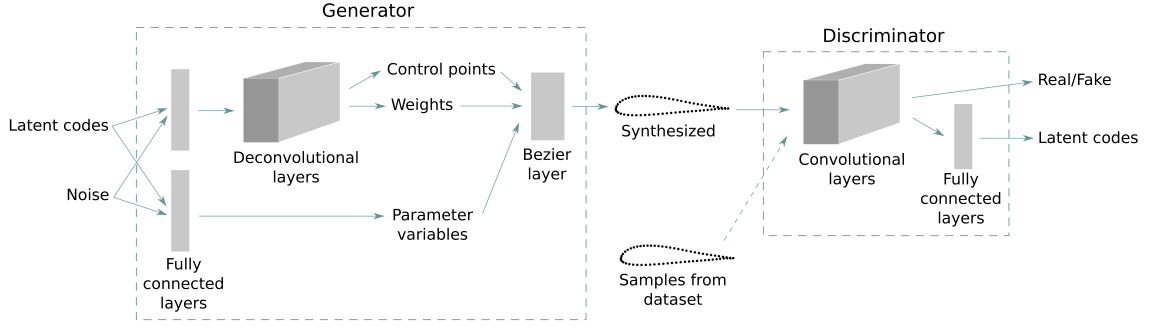 Generator
Discriminator
Latent codes
Noise
Fully
connected
layers
Deconvolutional
layers
Control points
Weights
Parameter
variables
Bezier
layer
Synthesized
Samples from
dataset
Convolutional
layers
Fully
connected
layers
Real/Fake
Latent codes